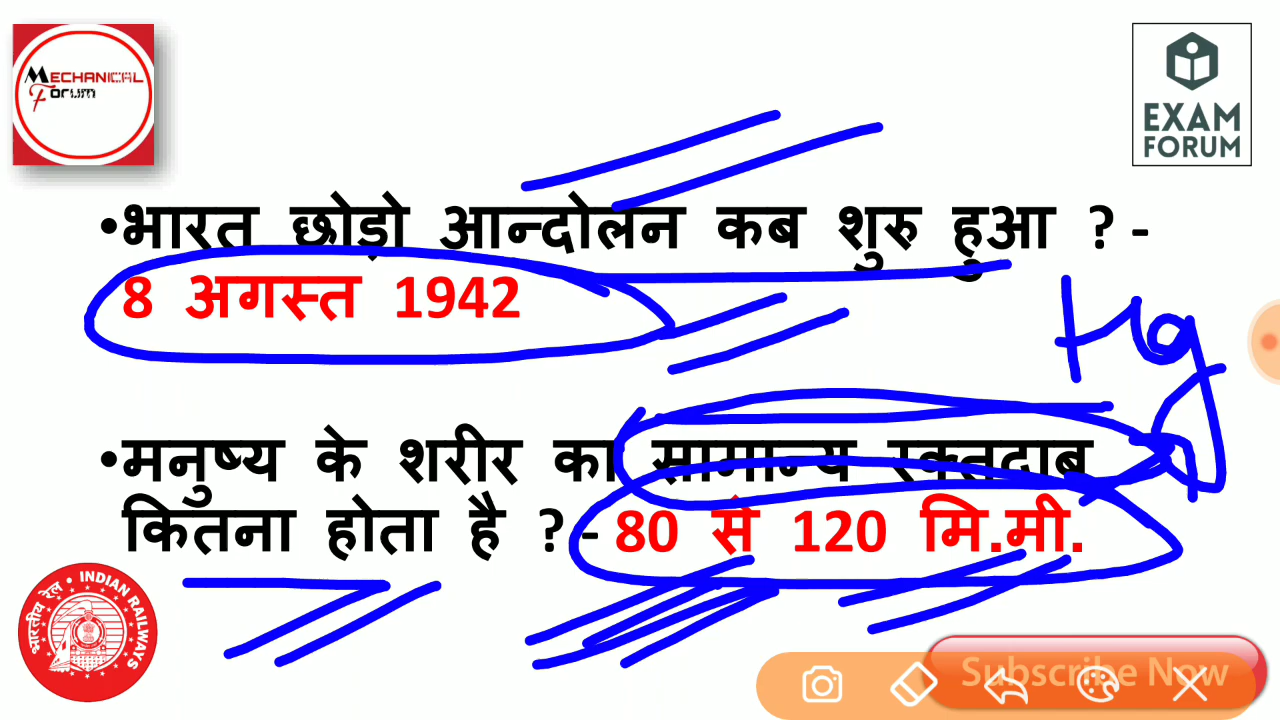 MECHANICAL
Forum
EXAM
FORUM
•भारत छोड़ो आन्दोलन कब शुरु हुआ ? -
8 अगस्त 1942
Hg
•मनुष्य के शरीर का सामान्य रक्तदाब
कितना होता है ? - 80 से 120 मि.मी.
भारतीय रेल • INDIAN RAILWAYS
Subscribe Now